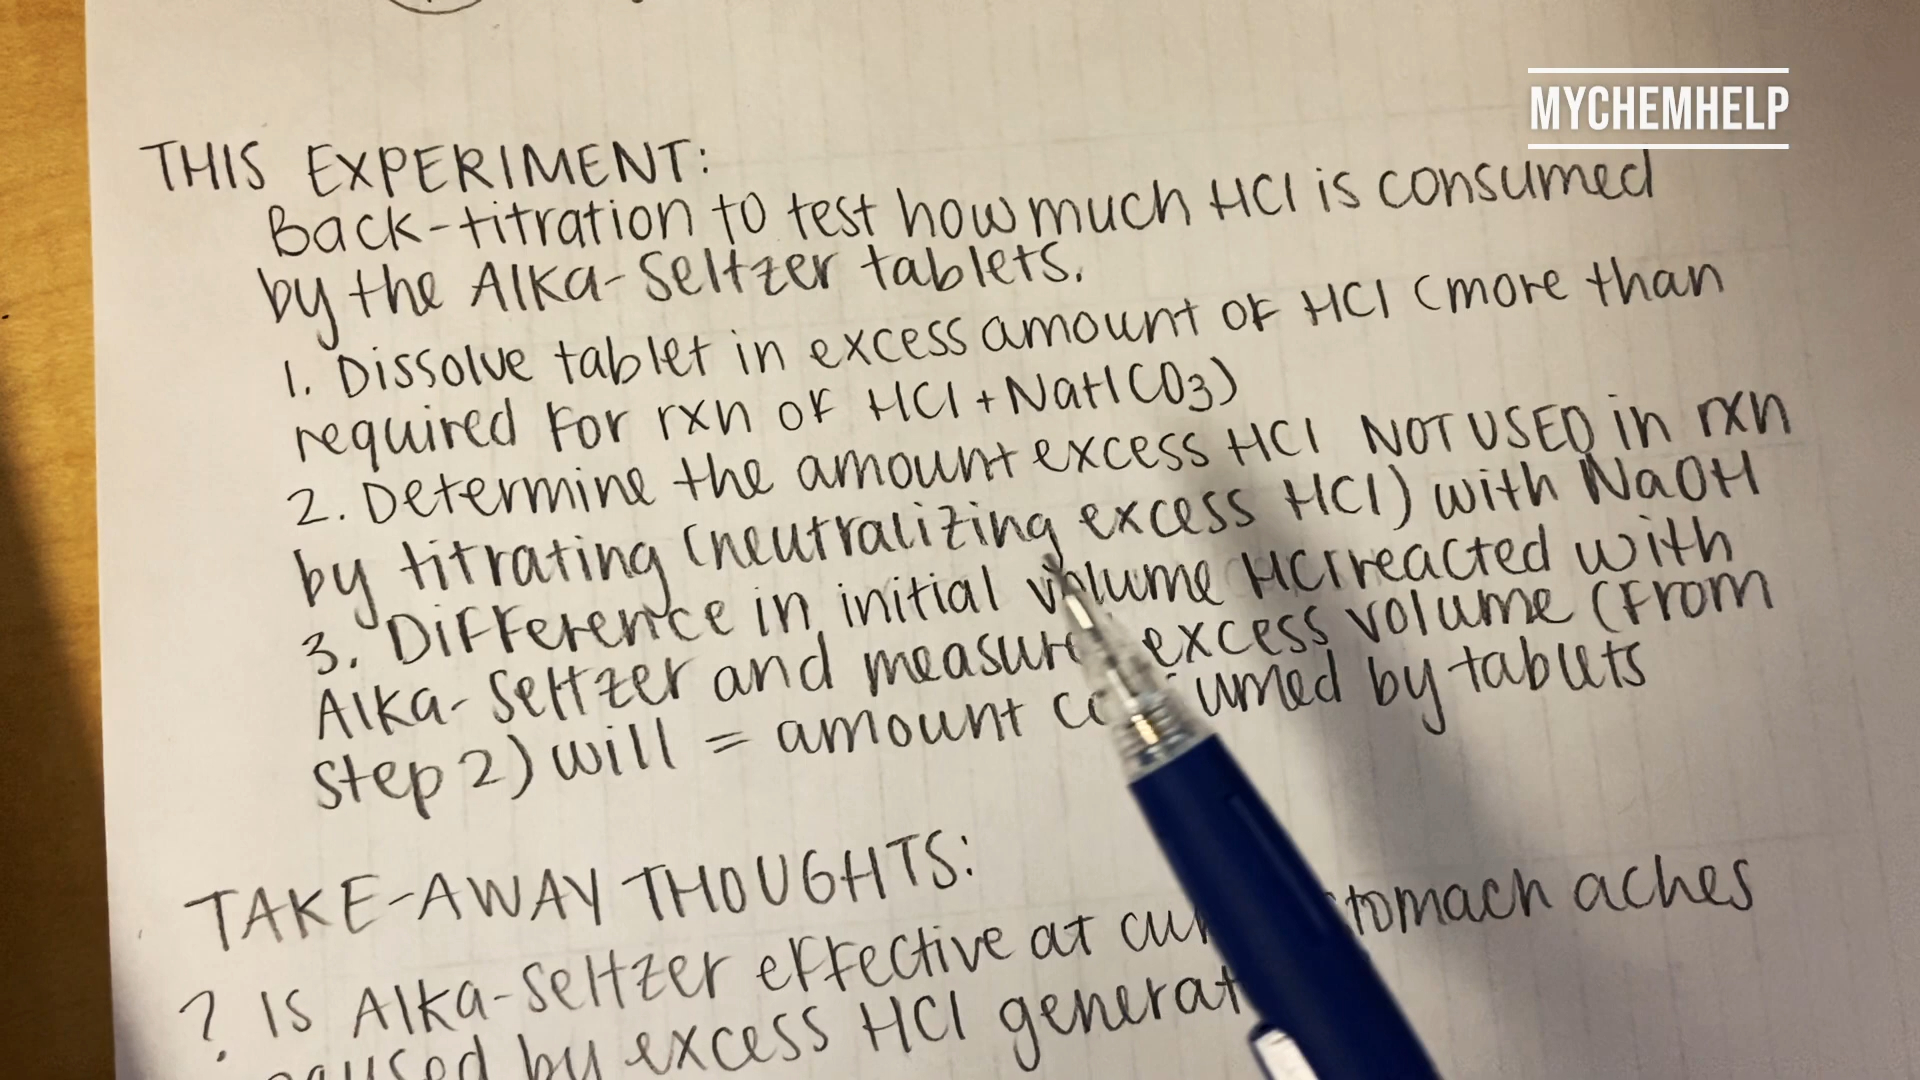 MYCHEMHELP
THIS EXPERIMENT:
Back-titration to test how much HCl is consumed
by the Alka-Seltzer tablets.
1. Dissolve tablet in excess amount of HCl (more than
required for rxn of HCl + NaHCO3)
2. Determine the amount excess HCl NOT USED in rxn
by titrating (neutralizing excess HCl) with NaOH
3. Difference in initial volume HCl reacted with
Alka-Seltzer and excess volume (from
step 2) will = amount by tablets
TAKE-AWAY THOUGHTS:
? Is Alka-Seltzer effective at stomach aches
caused by excess HCl